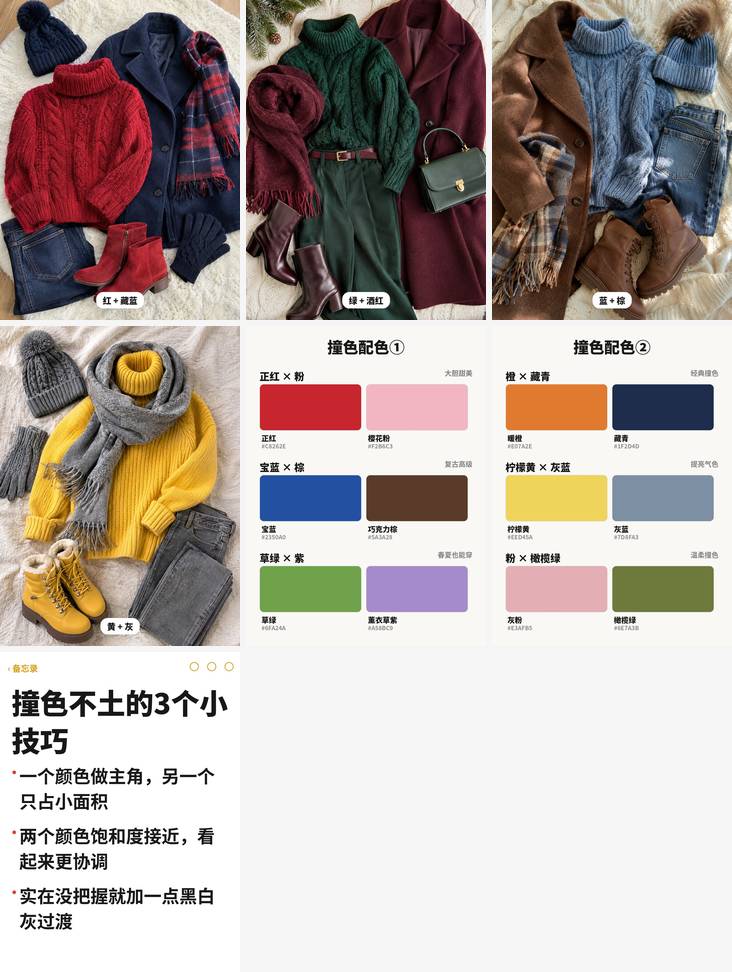 红 + 藏蓝
绿 + 酒红
蓝 + 棕
黄 + 灰
撞色配色①
正红 × 粉
大胆甜美
正红
#C8262E
樱花粉
#F2B6C3
宝蓝 × 棕
复古高级
宝蓝
#2350A0
巧克力棕
#5A3A28
草绿 × 紫
春夏也能穿
草绿
#6FA24A
薰衣草紫
#A58BC9
撞色配色②
橙 × 藏青
经典撞色
暖橙
#E07A2E
藏青
#1F2D4D
柠檬黄 × 灰蓝
提亮气色
柠檬黄
#EED45A
灰蓝
#7D8FA3
粉 × 橄榄绿
温柔撞色
灰粉
#E3AFB5
橄榄绿
#6E7A3B
‹ 备忘录
撞色不土的3个小
技巧
一个颜色做主角，另一个
只占小面积
两个颜色饱和度接近，看
起来更协调
实在没把握就加一点黑白
灰过渡